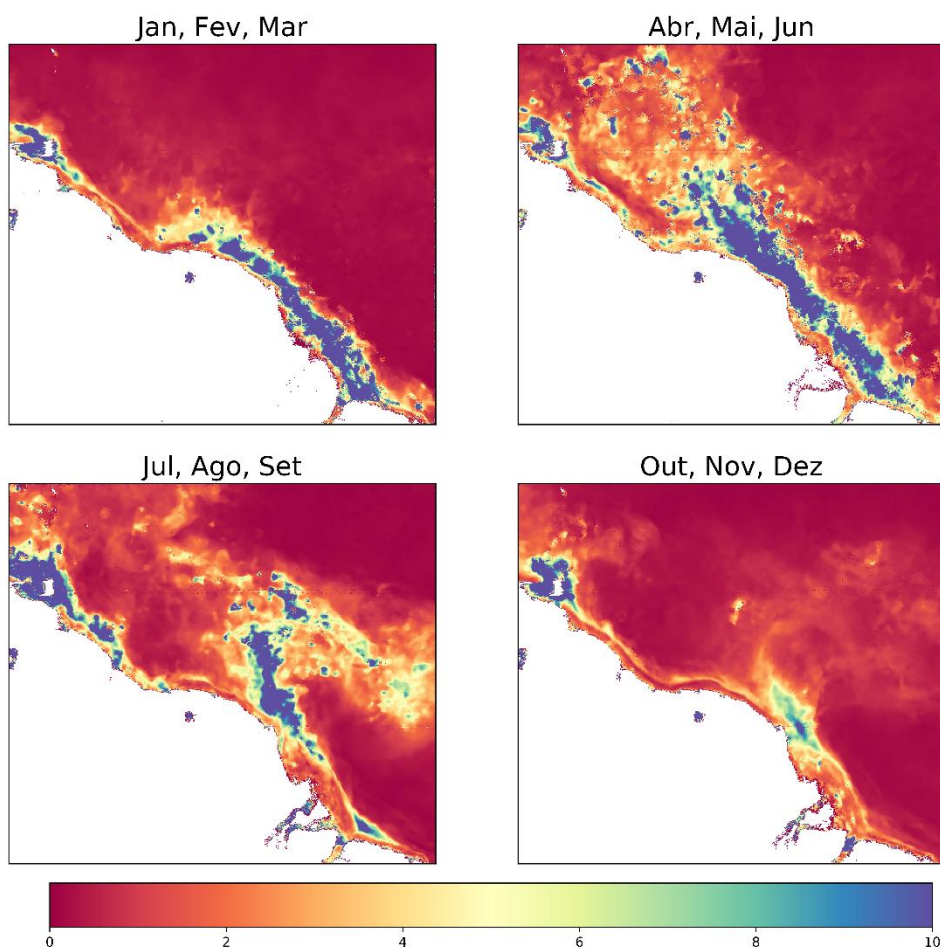 Jan, Fev, Mar
Abr, Mai, Jun
Jul, Ago, Set
Out, Nov, Dez
0 2 4 6 8 10